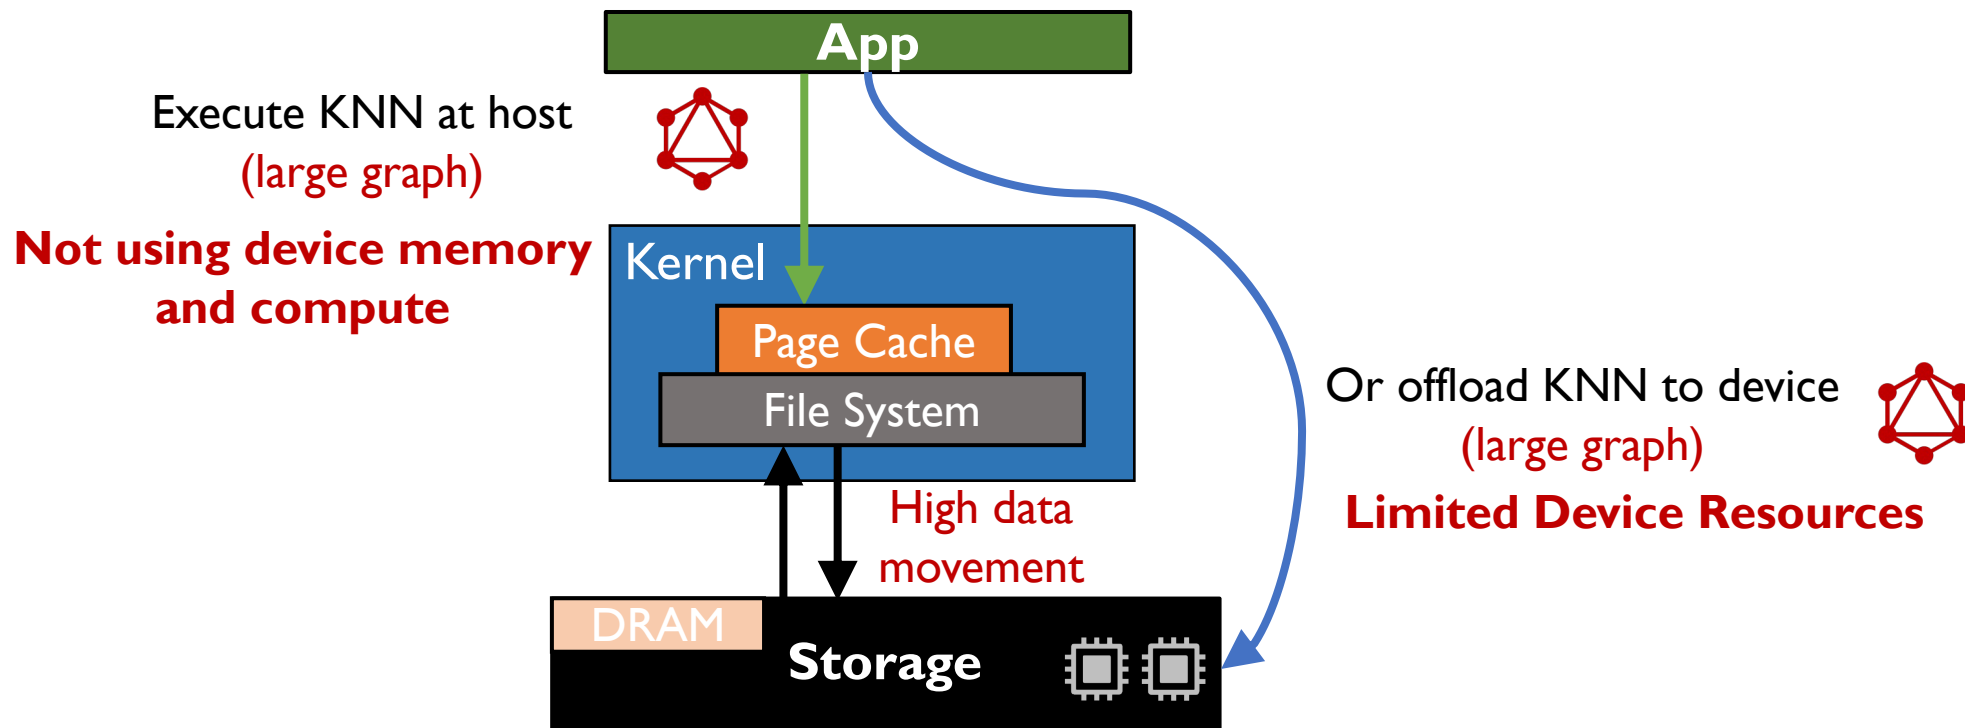 App
Execute KNN at host
(large graph)
Not using device memory
and compute
Kernel
Page Cache
File System
High data
movement
Or offload KNN to device
(large graph)
Limited Device Resources
DRAM
Storage